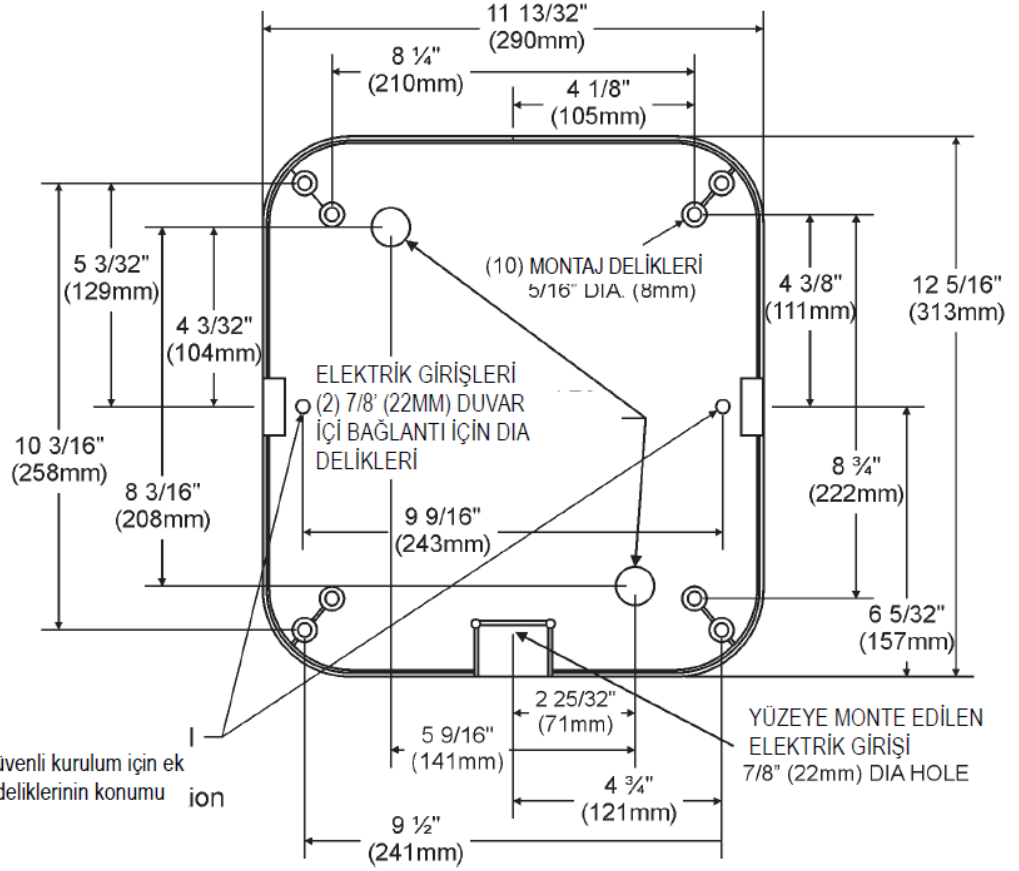 11 13/32"
(290mm)
8 ¼"
(210mm)
4 1/8"
(105mm)
5 3/32"
(129mm)
4 3/32"
(104mm)
(10) MONTAJ DELİKLERİ
5/16" DIA. (8mm)
4 3/8"
(111mm)
12 5/16"
(313mm)
ELEKTRİK GİRİŞLERİ
(2) 7/8' (22MM) DUVAR
İÇİ BAĞLANTI İÇİN DIA
DELİKLERİ
10 3/16"
(258mm)
8 3/16"
(208mm)
9 9/16"
(243mm)
8 ¾"
(222mm)
6 5/32"
(157mm)
2 25/32"
(71mm)
5 9/16"
(141mm)
4 ¾"
(121mm)
YÜZEYE MONTE EDİLEN
ELEKTRİK GİRİŞİ
7/8" (22mm) DIA HOLE
kurulum için ek
deliklerinin konumu
ion
9 ½"
(241mm)